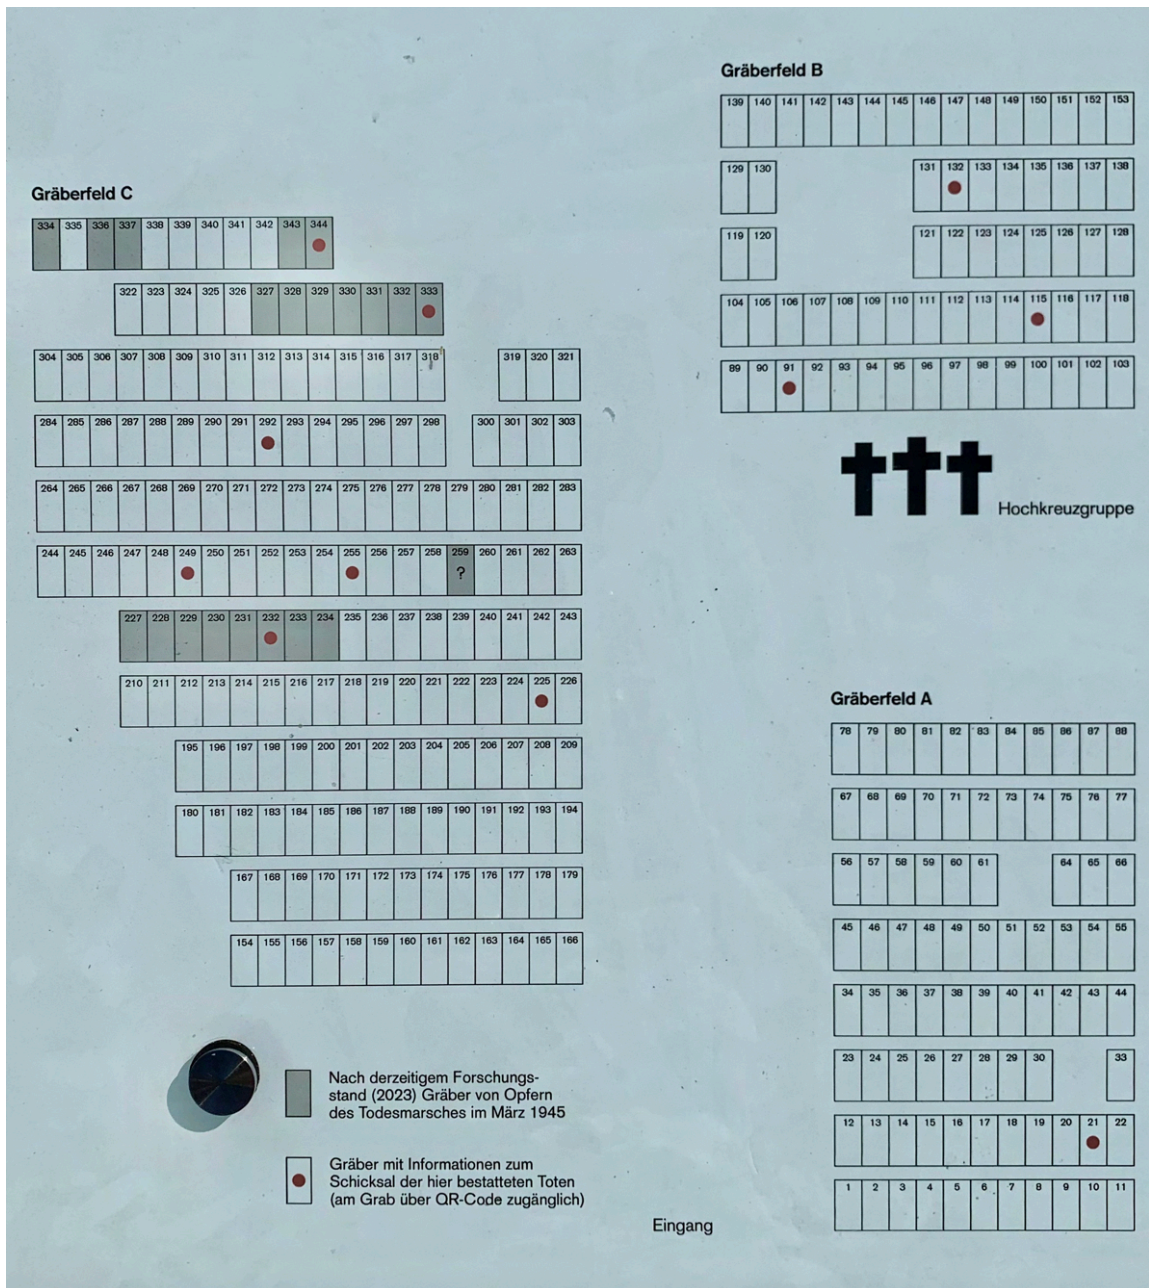 Gräberfeld B
139 140 141 142 143 144 145 146 147 148 149 150 151 152 153
129 130 131 132 133 134 135 136 137 138
119 120 121 122 123 124 125 126 127 128
104 105 106 107 108 109 110 111 112 113 114 115 116 117 118
89 90 91 92 93 94 95 96 97 98 99 100 101 102 103
Hochkreuzgruppe
Gräberfeld C
334 335 336 337 338 339 340 341 342 343 344
322 323 324 325 326 327 328 329 330 331 332 333
304 305 306 307 308 309 310 311 312 313 314 315 316 317 318 319 320 321
284 285 286 287 288 289 290 291 292 293 294 295 296 297 298 300 301 302 303
264 265 266 267 268 269 270 271 272 273 274 275 276 277 278 279 280 281 282 283
244 245 246 247 248 249 250 251 252 253 254 255 256 257 258 259 260 261 262 263
?
227 228 229 230 231 232 233 234 235 236 237 238 239 240 241 242 243
210 211 212 213 214 215 216 217 218 219 220 221 222 223 224 225 226
195 196 197 198 199 200 201 202 203 204 205 206 207 208 209
180 181 182 183 184 185 186 187 188 189 190 191 192 193 194
167 168 169 170 171 172 173 174 175 176 177 178 179
154 155 156 157 158 159 160 161 162 163 164 165 166
Gräberfeld A
78 79 80 81 82 83 84 85 86 87 88
67 68 69 70 71 72 73 74 75 76 77
56 57 58 59 60 61 64 65 66
45 46 47 48 49 50 51 52 53 54 55
34 35 36 37 38 39 40 41 42 43 44
23 24 25 26 27 28 29 30 33
12 13 14 15 16 17 18 19 20 21 22
1 2 3 4 5 6 7 8 9 10 11
Nach derzeitigem Forschungs-
stand (2023) Gräber von Opfern
des Todesmarsches im März 1945
Gräber mit Informationen zum
Schicksal der hier bestatteten Toten
(am Grab über QR-Code zugänglich)
Eingang